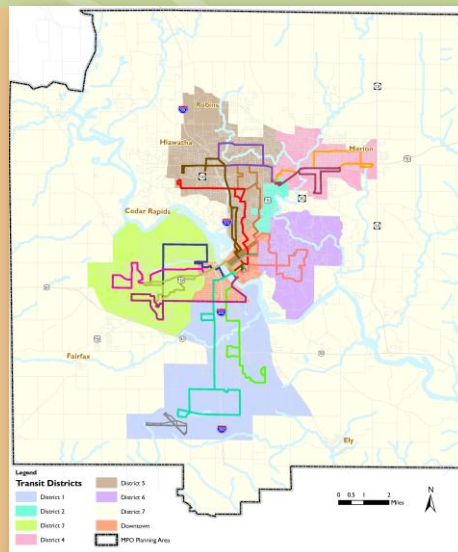 Robins
Hiawatha
Marion
Cedar Rapids
Fairfax
Ely
Legend
Transit Districts
District 1
District 2
District 3
District 4
District 5
District 6
District 7
Downtown
MPO Planning Area
0 0.5 1 2
Miles
N